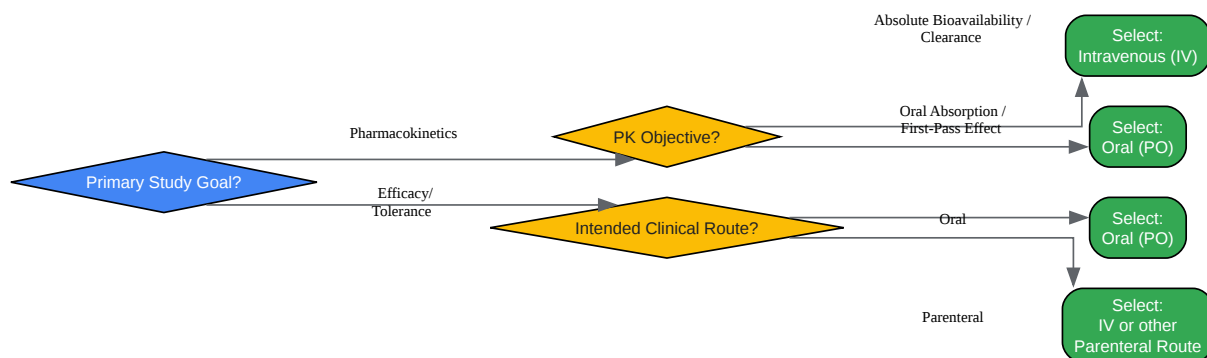 Absolute Bioavailability /
Clearance
Select:
Intravenous (IV)
Pharmacokinetics
PK Objective?
Oral Absorption /
First-Pass Effect
Select:
Oral (PO)
Primary Study Goal?
Efficacy/
Tolerance
Intended Clinical Route?
Oral
Select:
Oral (PO)
Parenteral
Select:
IV or other
Parenteral Route